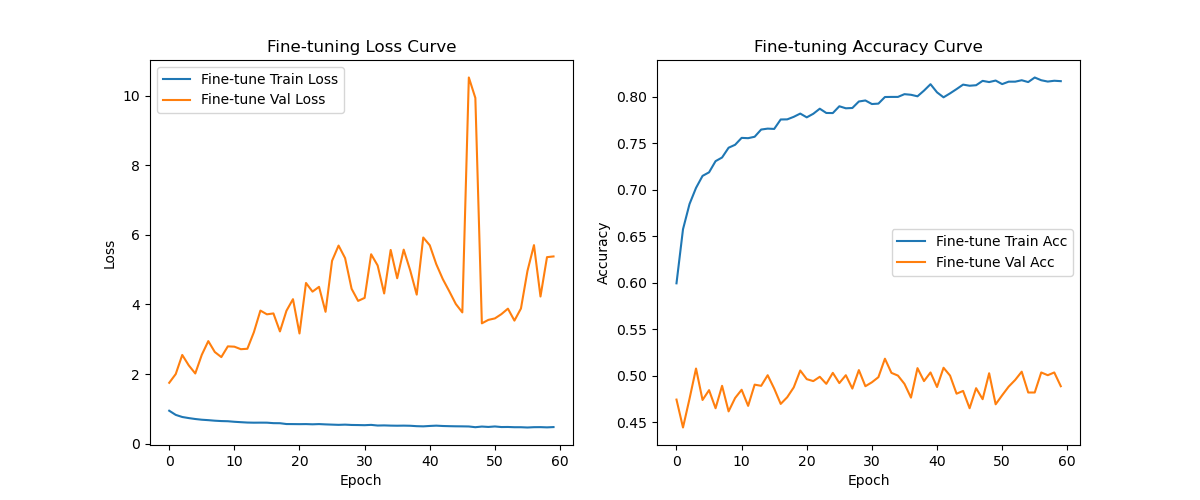 Fine-tuning Loss Curve
Fine-tune Train Loss
Fine-tune Val Loss
Loss
10
8
6
4
2
0
0 10 20 30 40 50 60
Epoch
Fine-tuning Accuracy Curve
Fine-tune Train Acc
Fine-tune Val Acc
Accuracy
0.80
0.75
0.70
0.65
0.60
0.55
0.50
0.45
0 10 20 30 40 50 60
Epoch